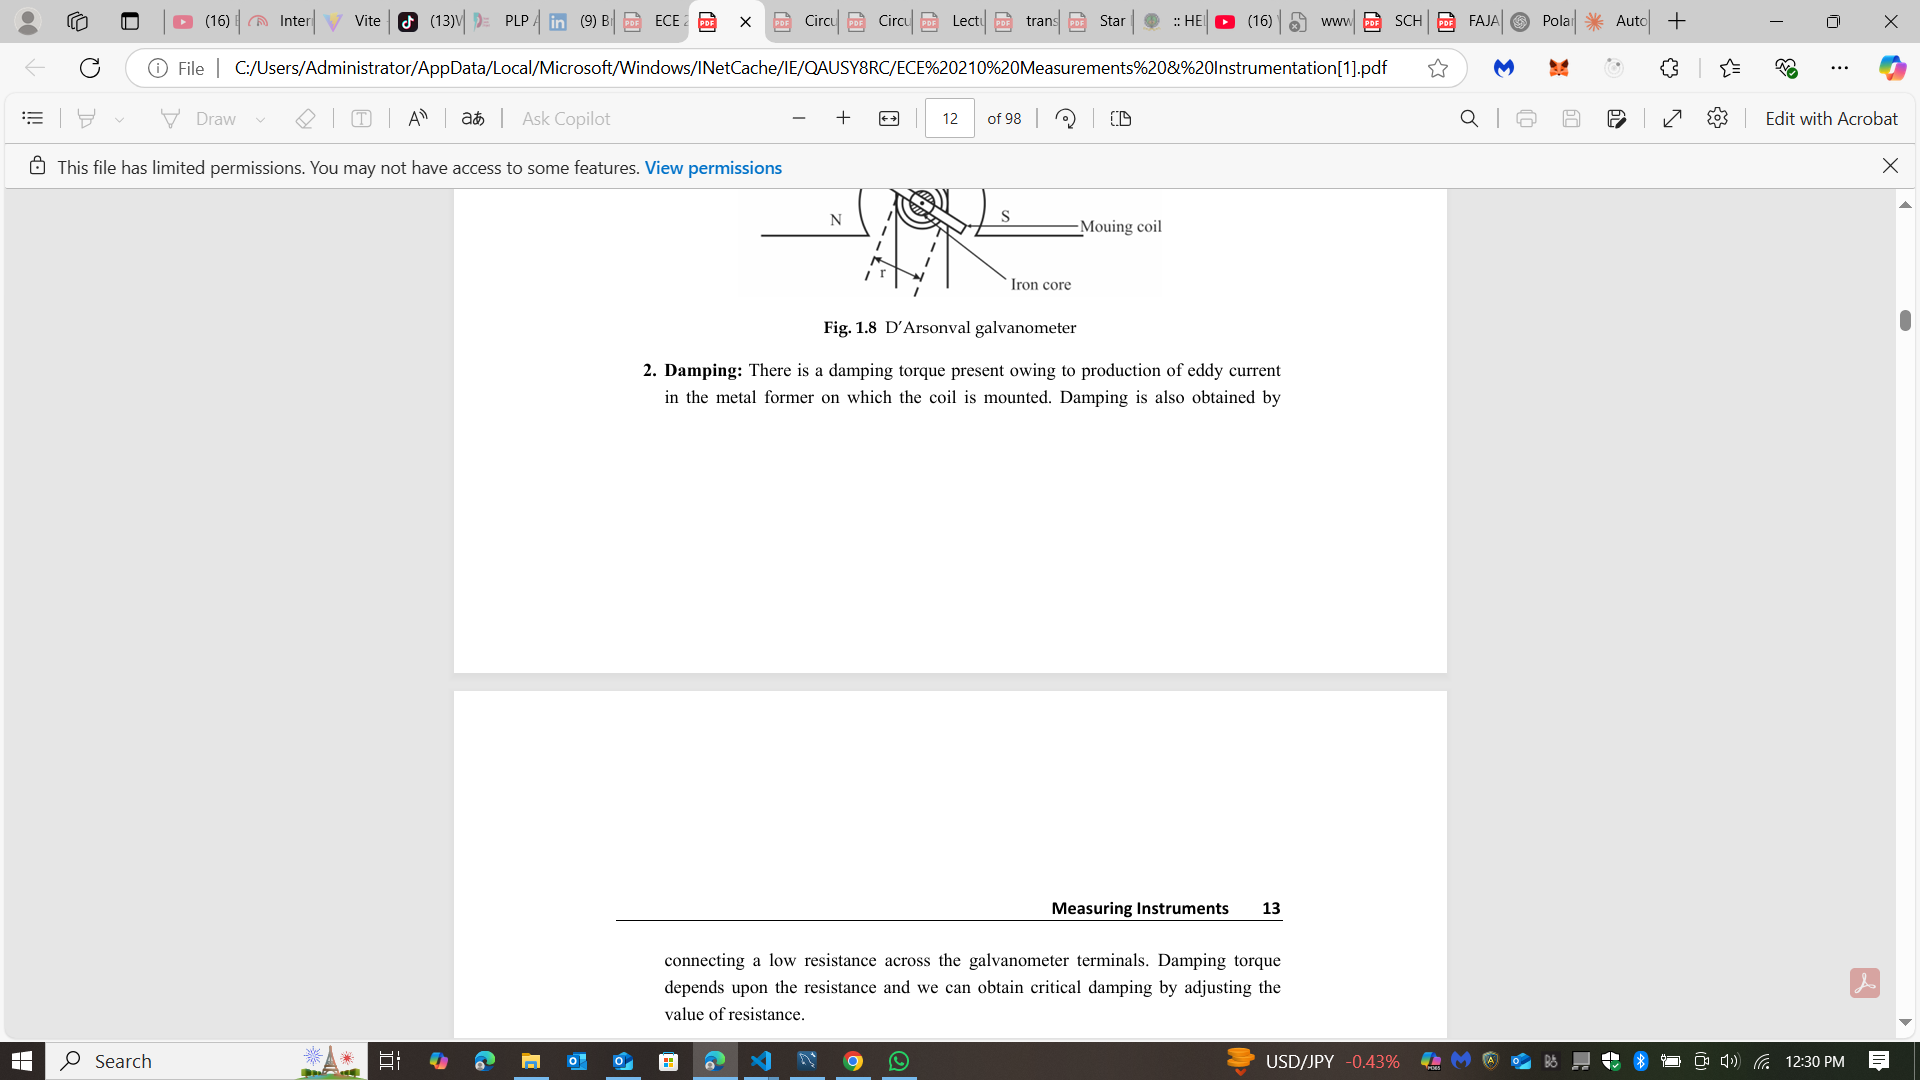 (16) E
Inter
Vite
(13)V
PLP A
(9) Br
ECE 2
Circu
Circu
Lectu
trans
Star
:: HEL
(16)
www
SCH
FAJA
Polar
Auto
File
C:/Users/Administrator/AppData/Local/Microsoft/Windows/INetCache/IE/QAUSY8RC/ECE%20210%20Measurements%20&%20Instrumentation[1].pdf
Draw
aあ
Ask Copilot
12
of 98
Edit with Acrobat
This file has limited permissions. You may not have access to some features. View permissions
N
S
Mouing coil
r
Iron core
Fig. 1.8 D'Arsonval galvanometer
2. Damping: There is a damping torque present owing to production of eddy current
in the metal former on which the coil is mounted. Damping is also obtained by
Measuring Instruments 13
connecting a low resistance across the galvanometer terminals. Damping torque
depends upon the resistance and we can obtain critical damping by adjusting the
value of resistance.
Search
USD/JPY -0.43%
12:30 PM